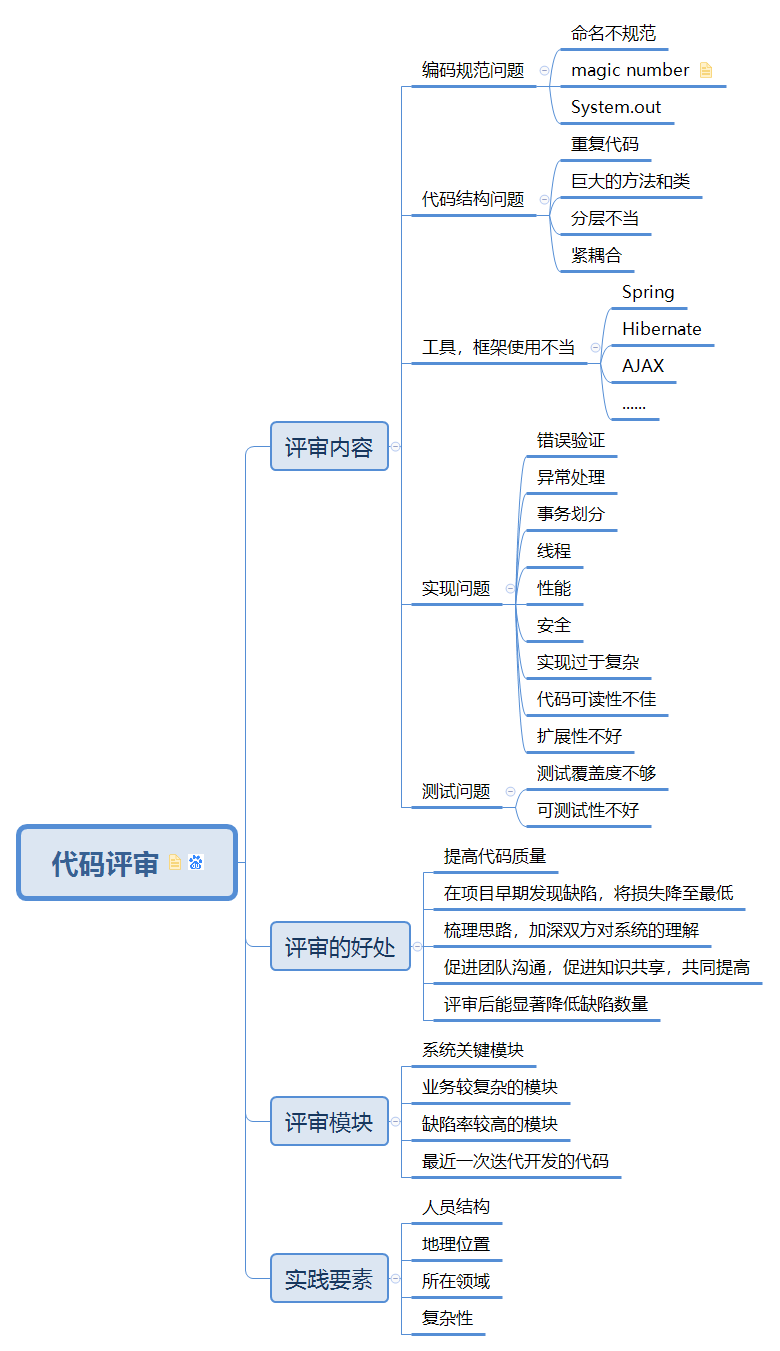 代码评审
评审内容
编码规范问题
命名不规范
magic number
System.out
代码结构问题
重复代码
巨大的方法和类
分层不当
紧耦合
工具，框架使用不当
Spring
Hibernate
AJAX
......
实现问题
错误验证
异常处理
事务划分
线程
性能
安全
实现过于复杂
代码可读性不佳
扩展性不好
测试问题
测试覆盖度不够
可测试性不好
评审的好处
提高代码质量
在项目早期发现缺陷，将损失降至最低
梳理思路，加深双方对系统的理解
促进团队沟通，促进知识共享，共同提高
评审后能显著降低缺陷数量
评审模块
系统关键模块
业务较复杂的模块
缺陷率较高的模块
最近一次迭代开发的代码
实践要素
人员结构
地理位置
所在领域
复杂性